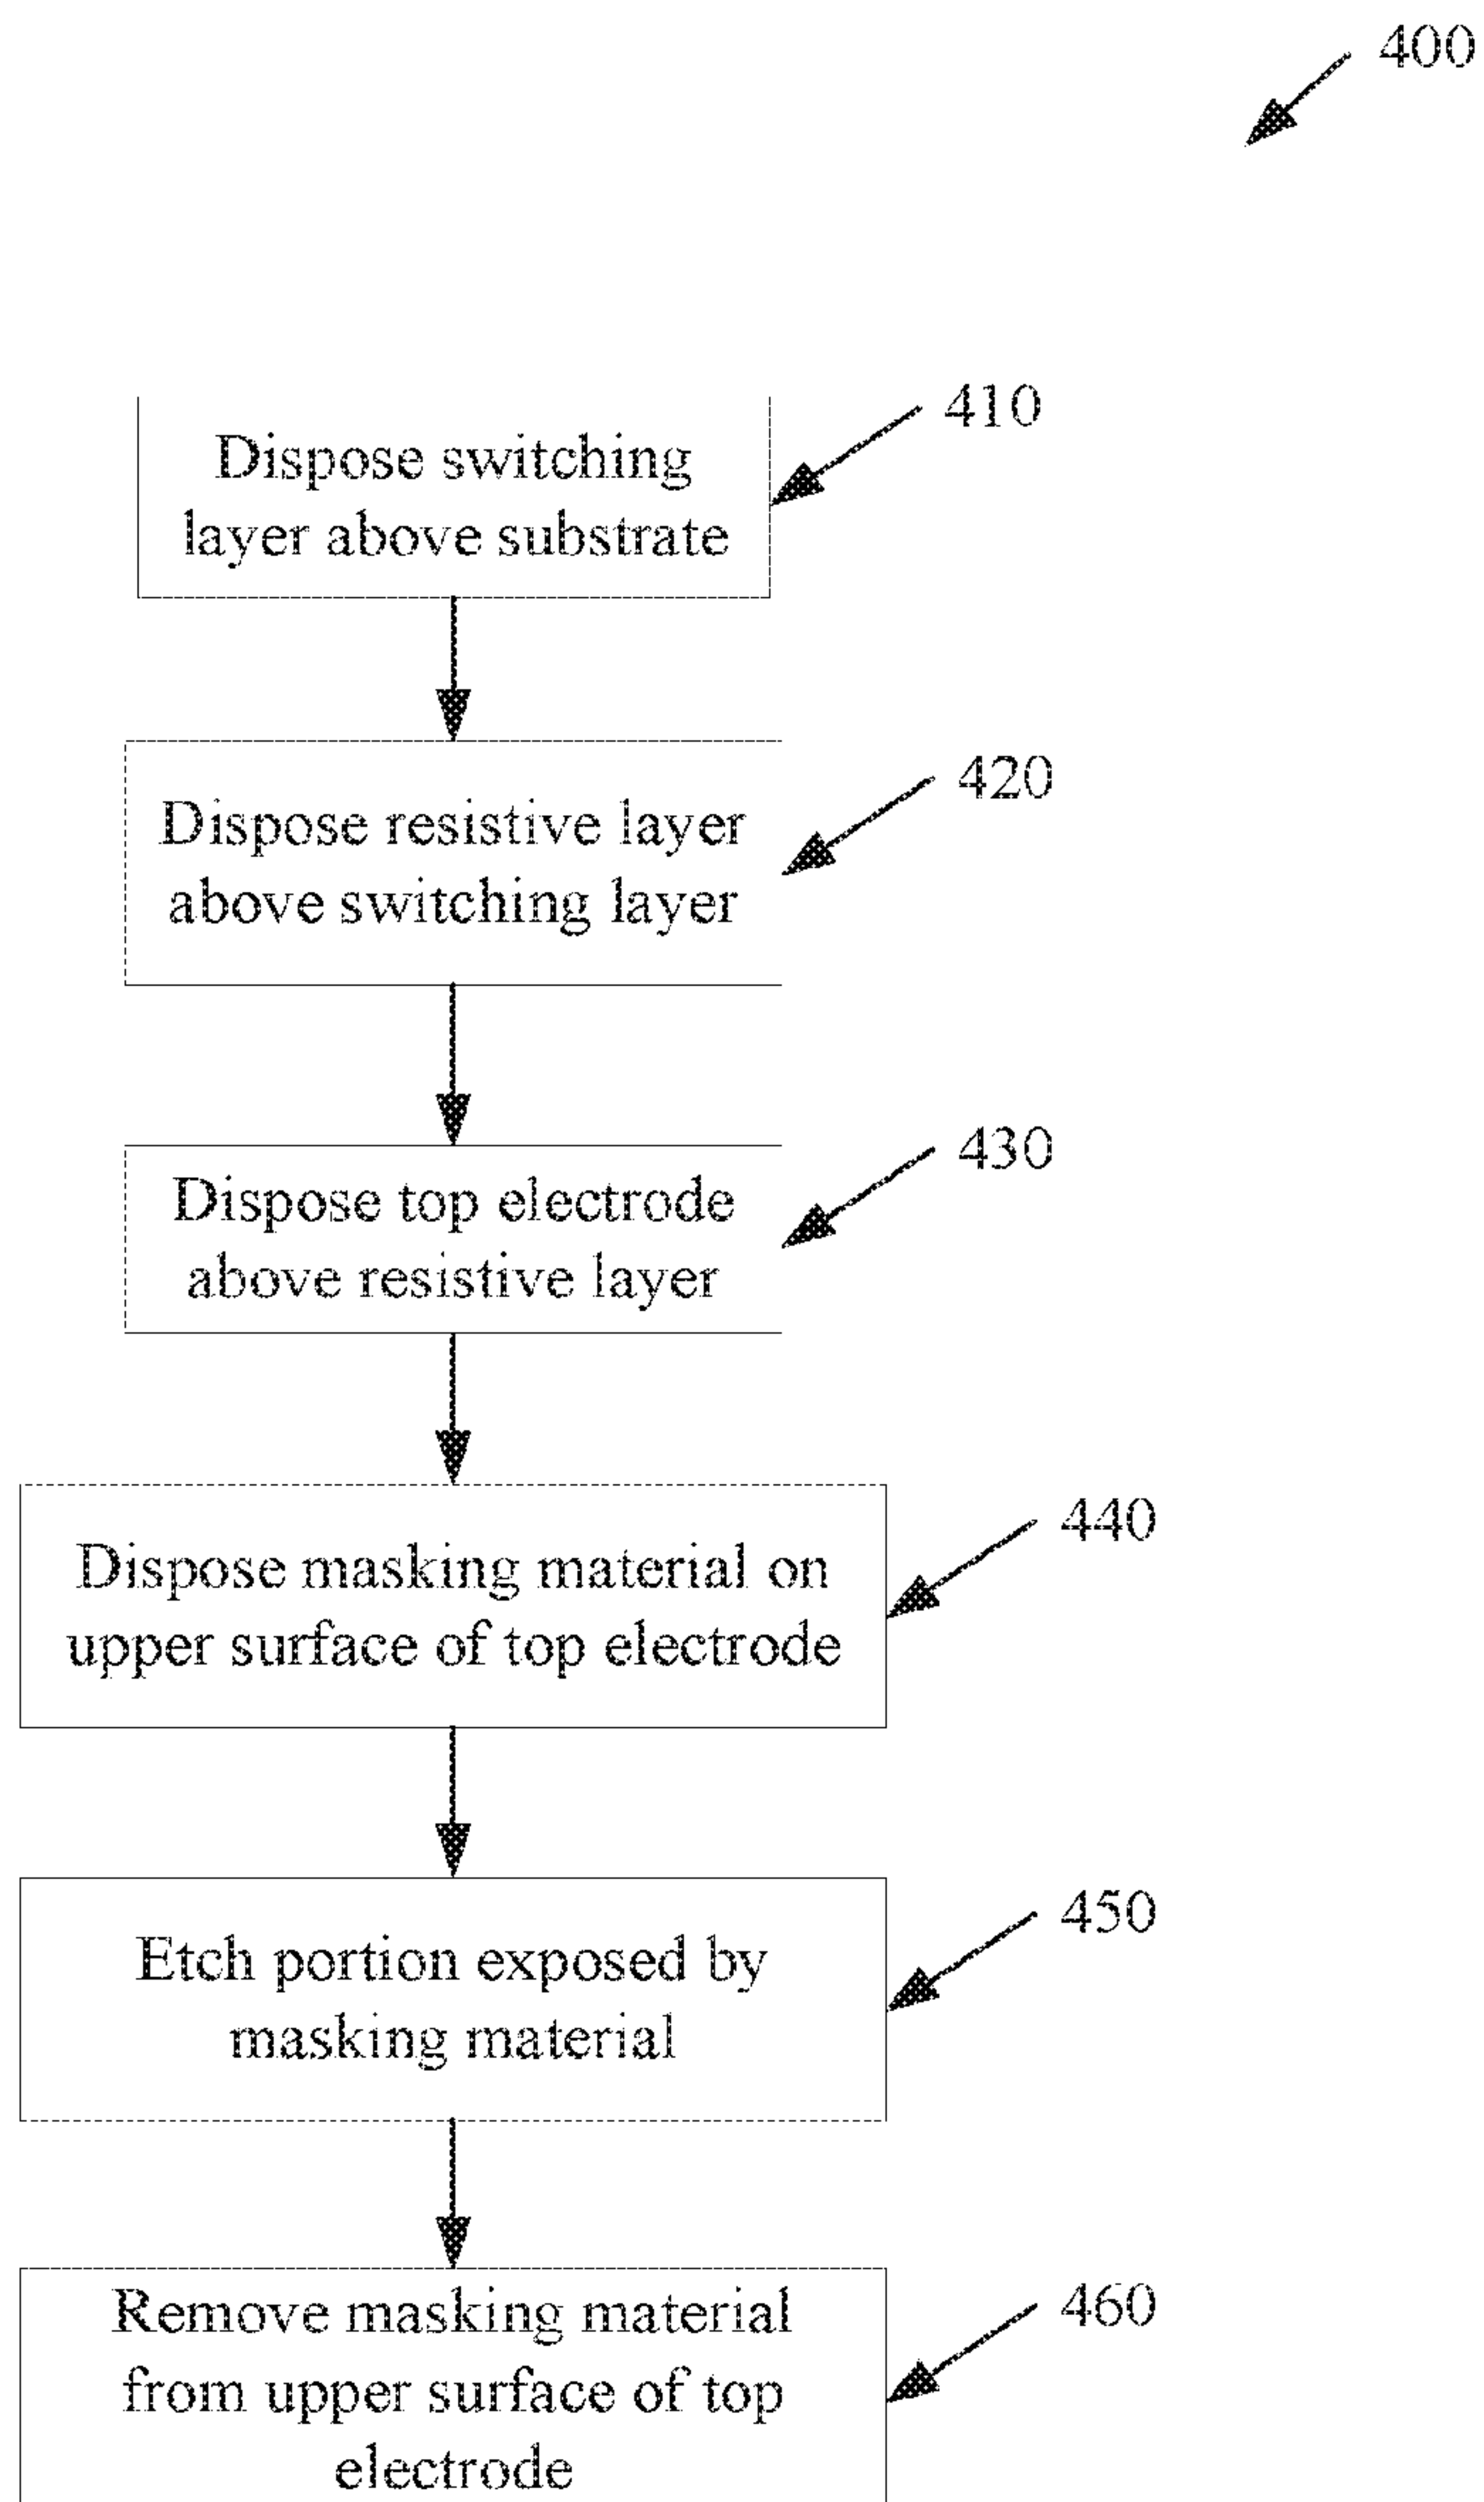 400
410
Dispose switching
layer above substrate
420
Dispose resistive layer
above switching layer
430
Dispose top electrode
above resistive layer
440
Dispose masking material on
upper surface of top electrode
450
Etch portion exposed by
masking material
460
Remove masking material
from upper surface of top
electrode